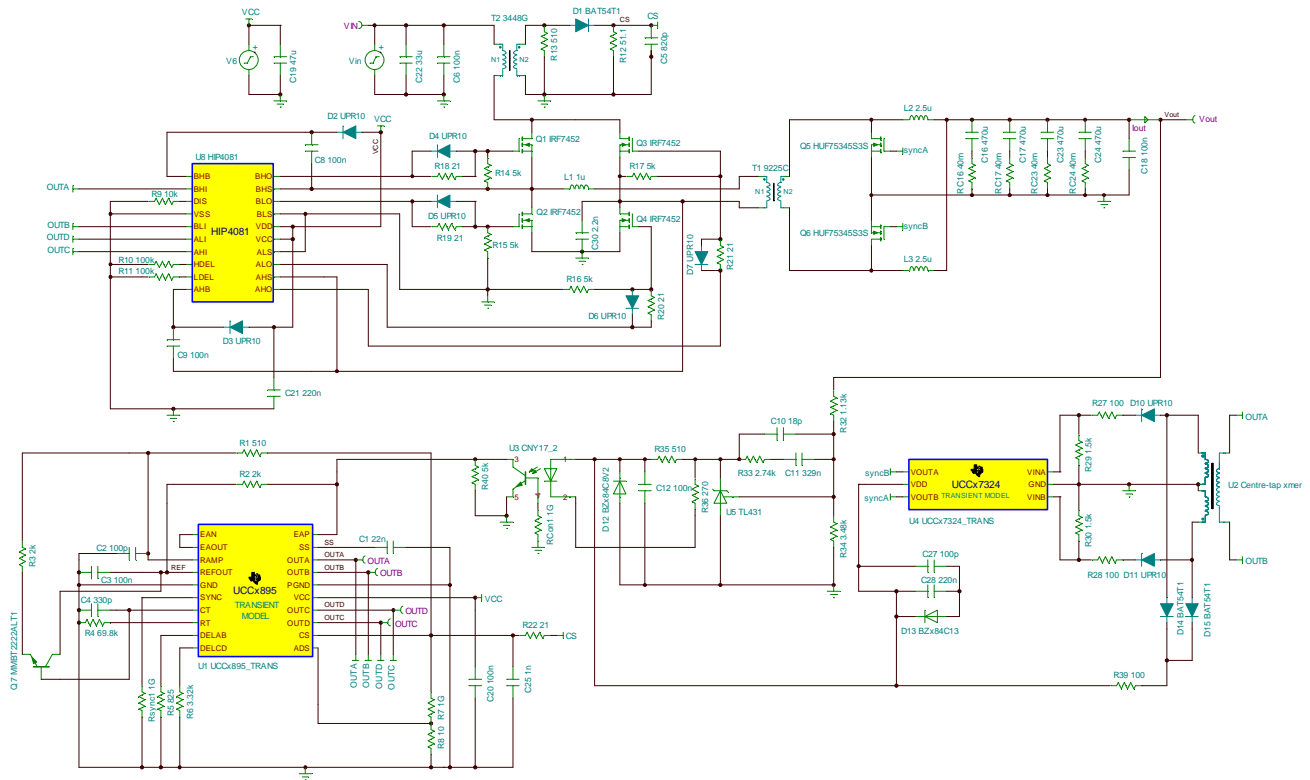 VCC
V6
C19 47u
VIN
Vin
C22 33u
C6 100n
T2 3448G
N1
N2
D1 BAT54T1
CS
CS
R13 510
R12 51.1
C5 820p
D2 UPR10
VCC
VCC
C8 100n
U8 HIP4081
HIP4081
BHB
BHI
DIS
VSS
BLI
ALI
AHI
HDEL
LDEL
AHB
BHO
BHS
BLO
BLS
VDD
VCC
ALS
ALO
AHS
AHO
OUTA
OUTB
OUTD
OUTC
R9 10k
R10 100k
R11 100k
D3 UPR10
C9 100n
C21 220n
D4 UPR10
R18 21
R14 5k
D5 UPR10
R19 21
R15 5k
Q1 IRF7452
Q2 IRF7452
Q3 IRF7452
Q4 IRF7452
R17 5k
L1 1u
C30 2.2n
R16 5k
D6 UPR10
R20 21
D7 UPR10
R21 21
T1 9225C
N1
N2
Q5 HUF75345S3S
syncA
Q6 HUF75345S3S
syncB
L2 2.5u
L3 2.5u
RC16 40m
C16 470u
RC17 40m
C17 470u
RC23 40m
C23 470u
RC24 40m
C24 470u
C18 100n
Iout
Vout
Vout
R1 510
R2 2k
R3 2k
C2 100p
C3 100n
REF
C4 330p
R4 69.8k
Q7 MMBT2222ALT1
Rsync1 1G
R5 825
R6 3.32k
EAN
EAOUT
RAMP
REFOUT
GND
SYNC
CT
RT
DELAB
DELCD
EAP
SS
OUTA
OUTB
PGND
VCC
OUTC
OUTD
CS
ADS
UCCx895
TRANSIENT
MODEL
U1 UCCx895_TRANS
SS
C1 22n
OUTA
OUTA
OUTB
OUTB
VCC
OUTD
OUTD
OUTC
OUTC
OUTA
OUTB
OUTD
OUTC
R22 21
CS
C20 100n
C25 1n
R7 1G
R8 10
U3 CNY17_2
3
5
4
1
2
R40 5k
RCon1 1G
D12 BZx84C8V2
C12 100n
R35 510
R36 270
U5 TL431
C10 18p
R33 2.74k
C11 329n
R32 1.13k
R34 3.48k
syncB
syncA
VOUTA
VDD
VOUTB
VINA
GND
VINB
UCCx7324
TRANSIENT MODEL
U4 UCCx7324_TRANS
C27 100p
C28 220n
D13 BZx84C13
R27 100
D10 UPR10
R29 1.5k
R30 1.5k
R28 100
D11 UPR10
D14 BAT54T1
D15 BAT54T1
R39 100
OUTA
U2 Centre-tap xmer
OUTB